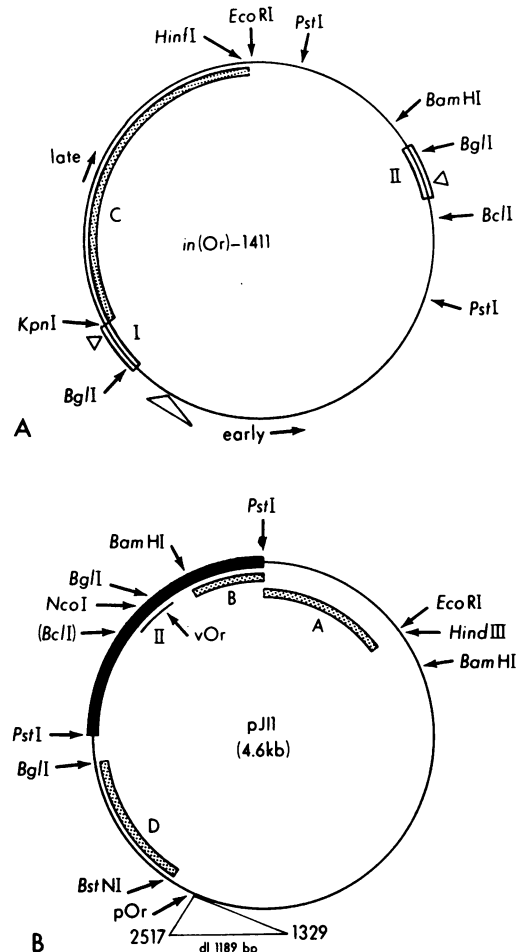 EcoRI
HinfI
PstI
BamHI
BglI
II
BclI
late
C
in(Or)-1411
PstI
KpnI
I
BglI
A
early
PstI
BamHI
BglI
B
EcoRI
NcoI
A
HindIII
(BclI)
II
vOr
BamHI
PstI
pJI1
BglI
(4.6kb)
D
BstNI
pOr
2517
1329
B
dl 1189 bp